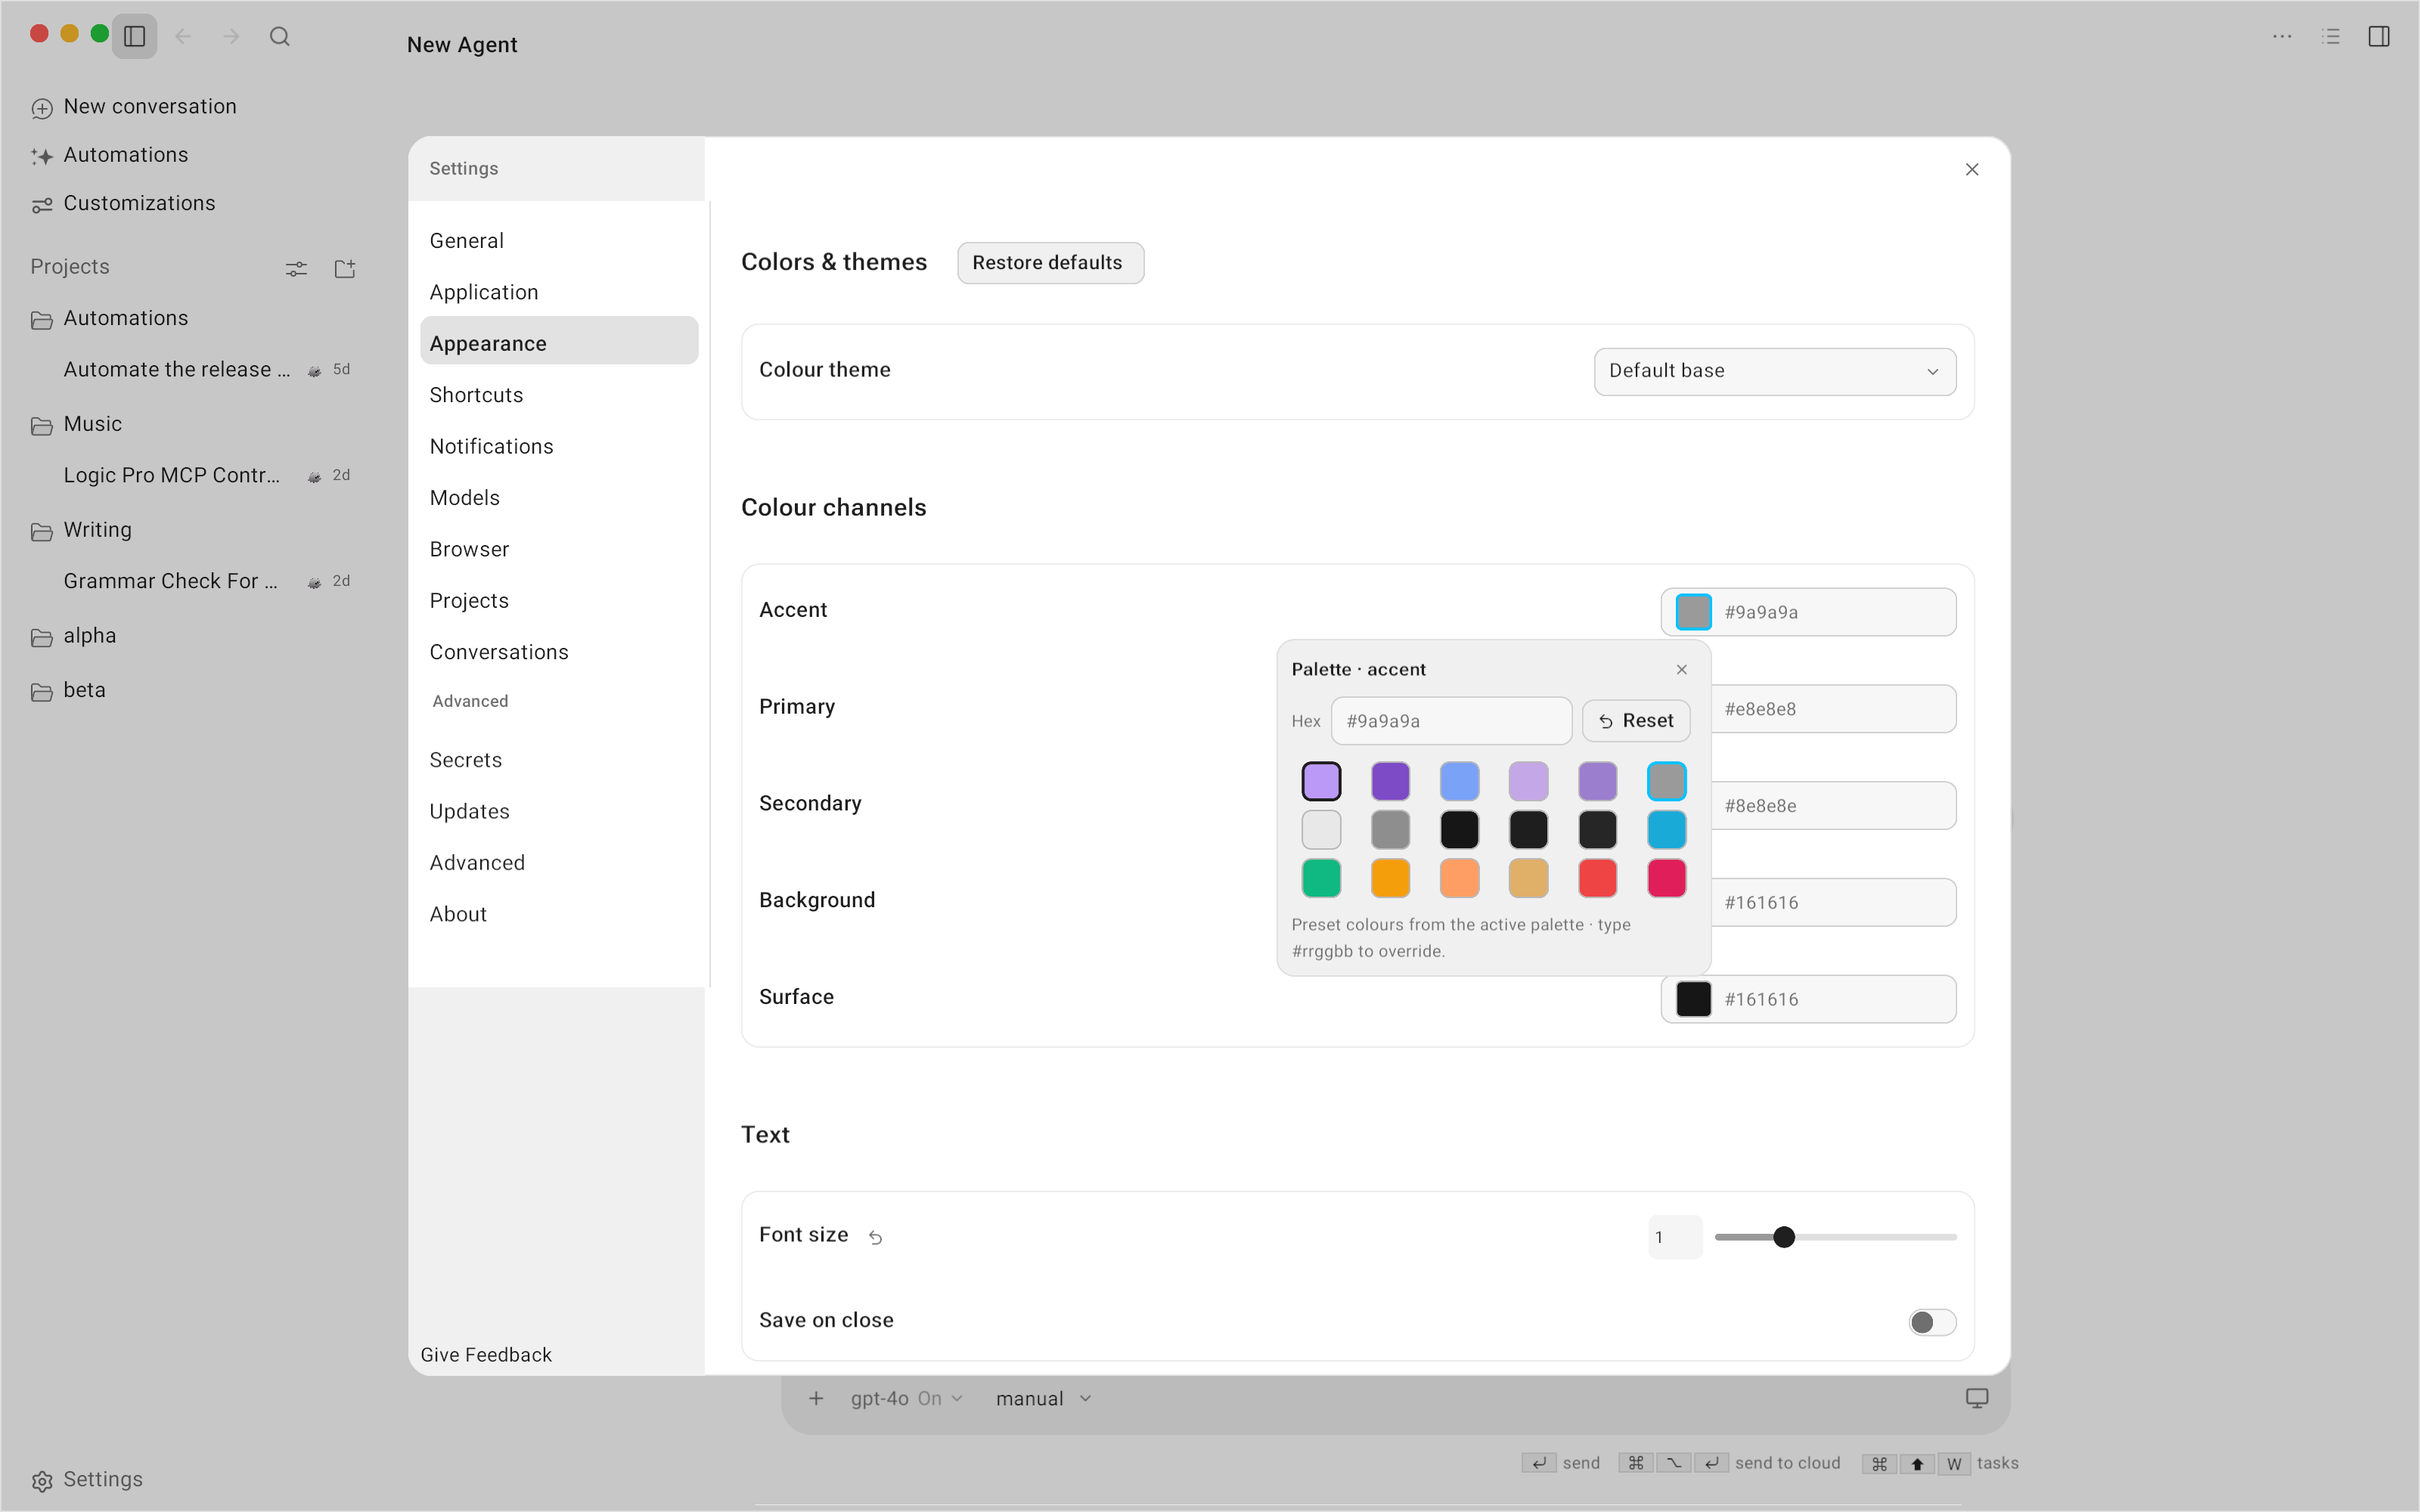 New Agent
New conversation
Automations
Customizations
Projects
Automations
Automate the release ... 5d
Music
Logic Pro MCP Contr... 2d
Writing
Grammar Check For ... 2d
alpha
beta
Settings
Settings
General
Application
Appearance
Shortcuts
Notifications
Models
Browser
Projects
Conversations
Advanced
Secrets
Updates
Advanced
About
Give Feedback
Colors & themes
Restore defaults
Colour theme
Default base
Colour channels
Accent
#9a9a9a
Primary
#e8e8e8
Secondary
#8e8e8e
Background
#161616
Surface
#161616
Palette · accent
Hex
#9a9a9a
Reset
Preset colours from the active palette · type
#rrggbb to override.
Text
Font size
1
Save on close
gpt-4o On
manual
send
⌘ ⌥ send to cloud
⌘ W tasks